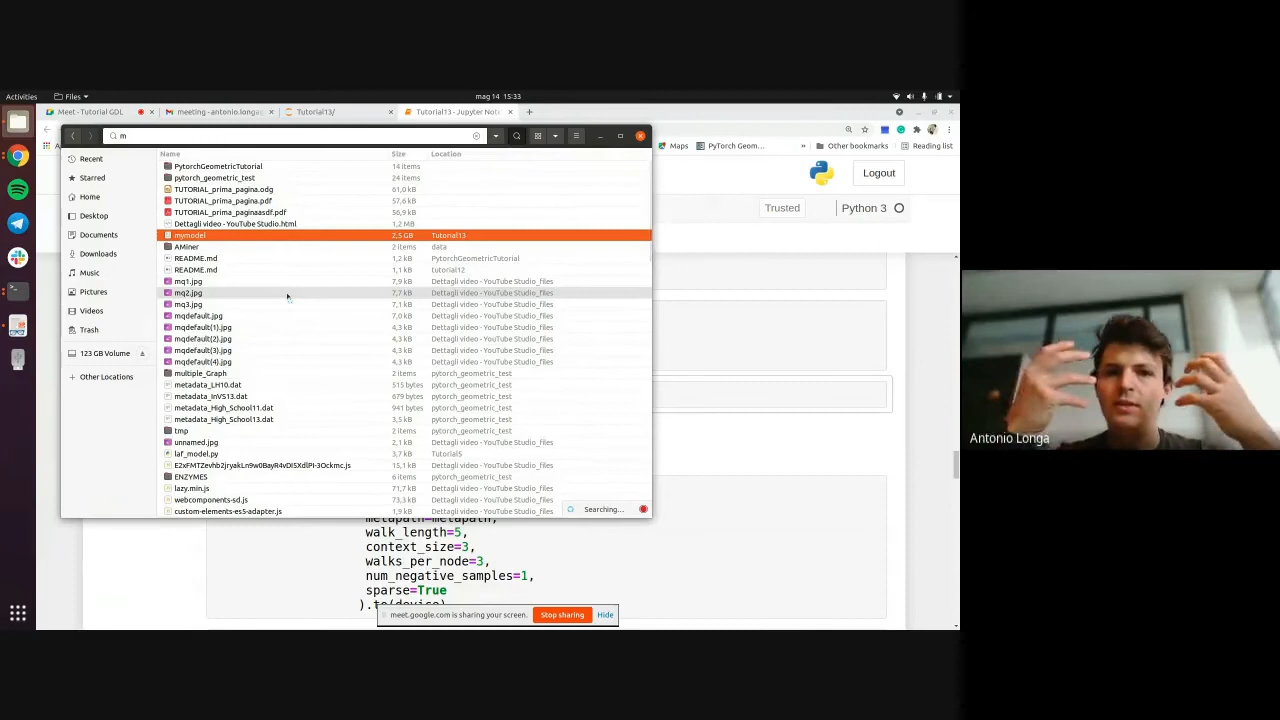 Activities
Files
mag 14 15:33
Meet - Tutorial GDL
meeting - antonio.longa
Tutorial13/
Tutorial13 - Jupyter Not
m
Maps
PyTorch Geom...
Other bookmarks
Reading list
Logout
Trusted
Python 3
Recent
Starred
Home
Desktop
Documents
Downloads
Music
Pictures
Videos
Trash
123 GB Volume
Other Locations
Name Size Location
PytorchGeometricTutorial 14 items
pytorch_geometric_test 24 items
TUTORIAL_prima_pagina.odg 61,0 kB
TUTORIAL_prima_pagina.pdf 57,6 kB
TUTORIAL_prima_paginaasdf.pdf 56,9 kB
Dettagli video - YouTube Studio.html 1,2 MB
mymodel 2,5 GB Tutorial13
AMiner 2 items data
README.md 1,2 kB PytorchGeometricTutorial
README.md 1,1 kB tutorial12
mq1.jpg 7,9 kB Dettagli video - YouTube Studio_files
mq2.jpg 7,7 kB Dettagli video - YouTube Studio_files
mq3.jpg 7,1 kB Dettagli video - YouTube Studio_files
mqdefault.jpg 7,0 kB Dettagli video - YouTube Studio_files
mqdefault(1).jpg 4,3 kB Dettagli video - YouTube Studio_files
mqdefault(2).jpg 4,3 kB Dettagli video - YouTube Studio_files
mqdefault(3).jpg 4,3 kB Dettagli video - YouTube Studio_files
mqdefault(4).jpg 4,3 kB Dettagli video - YouTube Studio_files
multiple_Graph 2 items pytorch_geometric_test
metadata_LH10.dat 515 bytes pytorch_geometric_test
metadata_InVS13.dat 679 bytes pytorch_geometric_test
metadata_High_School11.dat 941 bytes pytorch_geometric_test
metadata_High_School13.dat 3,5 kB pytorch_geometric_test
tmp 2 items pytorch_geometric_test
unnamed.jpg 2,1 kB Dettagli video - YouTube Studio_files
laf_model.py 3,7 kB Tutorial5
15,1 kB Dettagli video - YouTube Studio_files
ENZYMES 6 items pytorch_geometric_test
lazy.min.js 71,7 kB Dettagli video - YouTube Studio_files
webcomponents-sd.js 73,3 kB Dettagli video - YouTube Studio_files
custom-elements-es5-adapter.js 1,9 kB Dettagli video - YouTube Studio_files
Searching...
metapath=metapath,
walk_length=5,
context_size=3,
walks_per_node=3,
num_negative_samples=1,
sparse=True
).to(device)
meet.google.com is sharing your screen.
Stop sharing
Hide
Antonio Longa